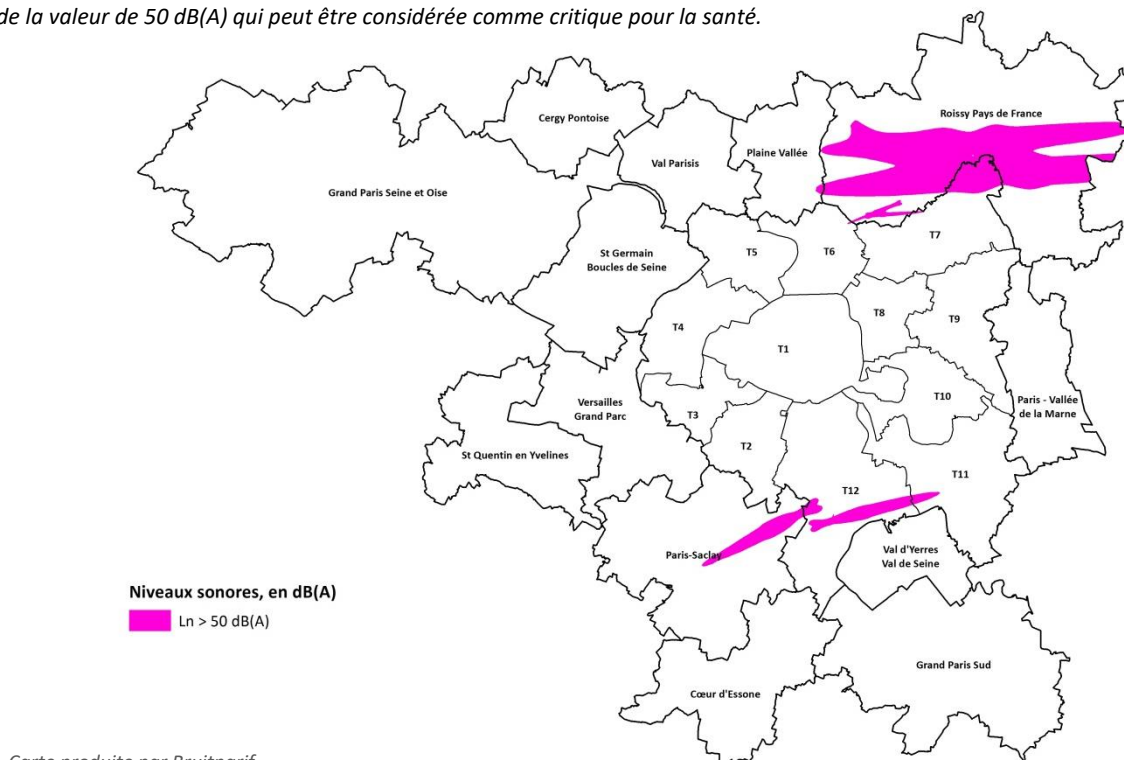 de la valeur de 50 dB(A) qui peut être considérée comme critique pour la santé.
Roissy Pays de France
Cergy Pontoise
Val Parisis
Plaine Vallée
Grand Paris Seine et Oise
T7
St Germain
Boucles de Seine
T5
T6
T8
T9
T4
T1
Versailles
Grand Parc
T3
T10
Paris - Vallée
de la Marne
T2
St Quentin en Yvelines
T11
T12
Paris-Saclay
Val d'Yerres
Val de Seine
Niveaux sonores, en dB(A)
Ln > 50 dB(A)
Grand Paris Sud
Cœur d'Essone
Carte produite par Bruitparif